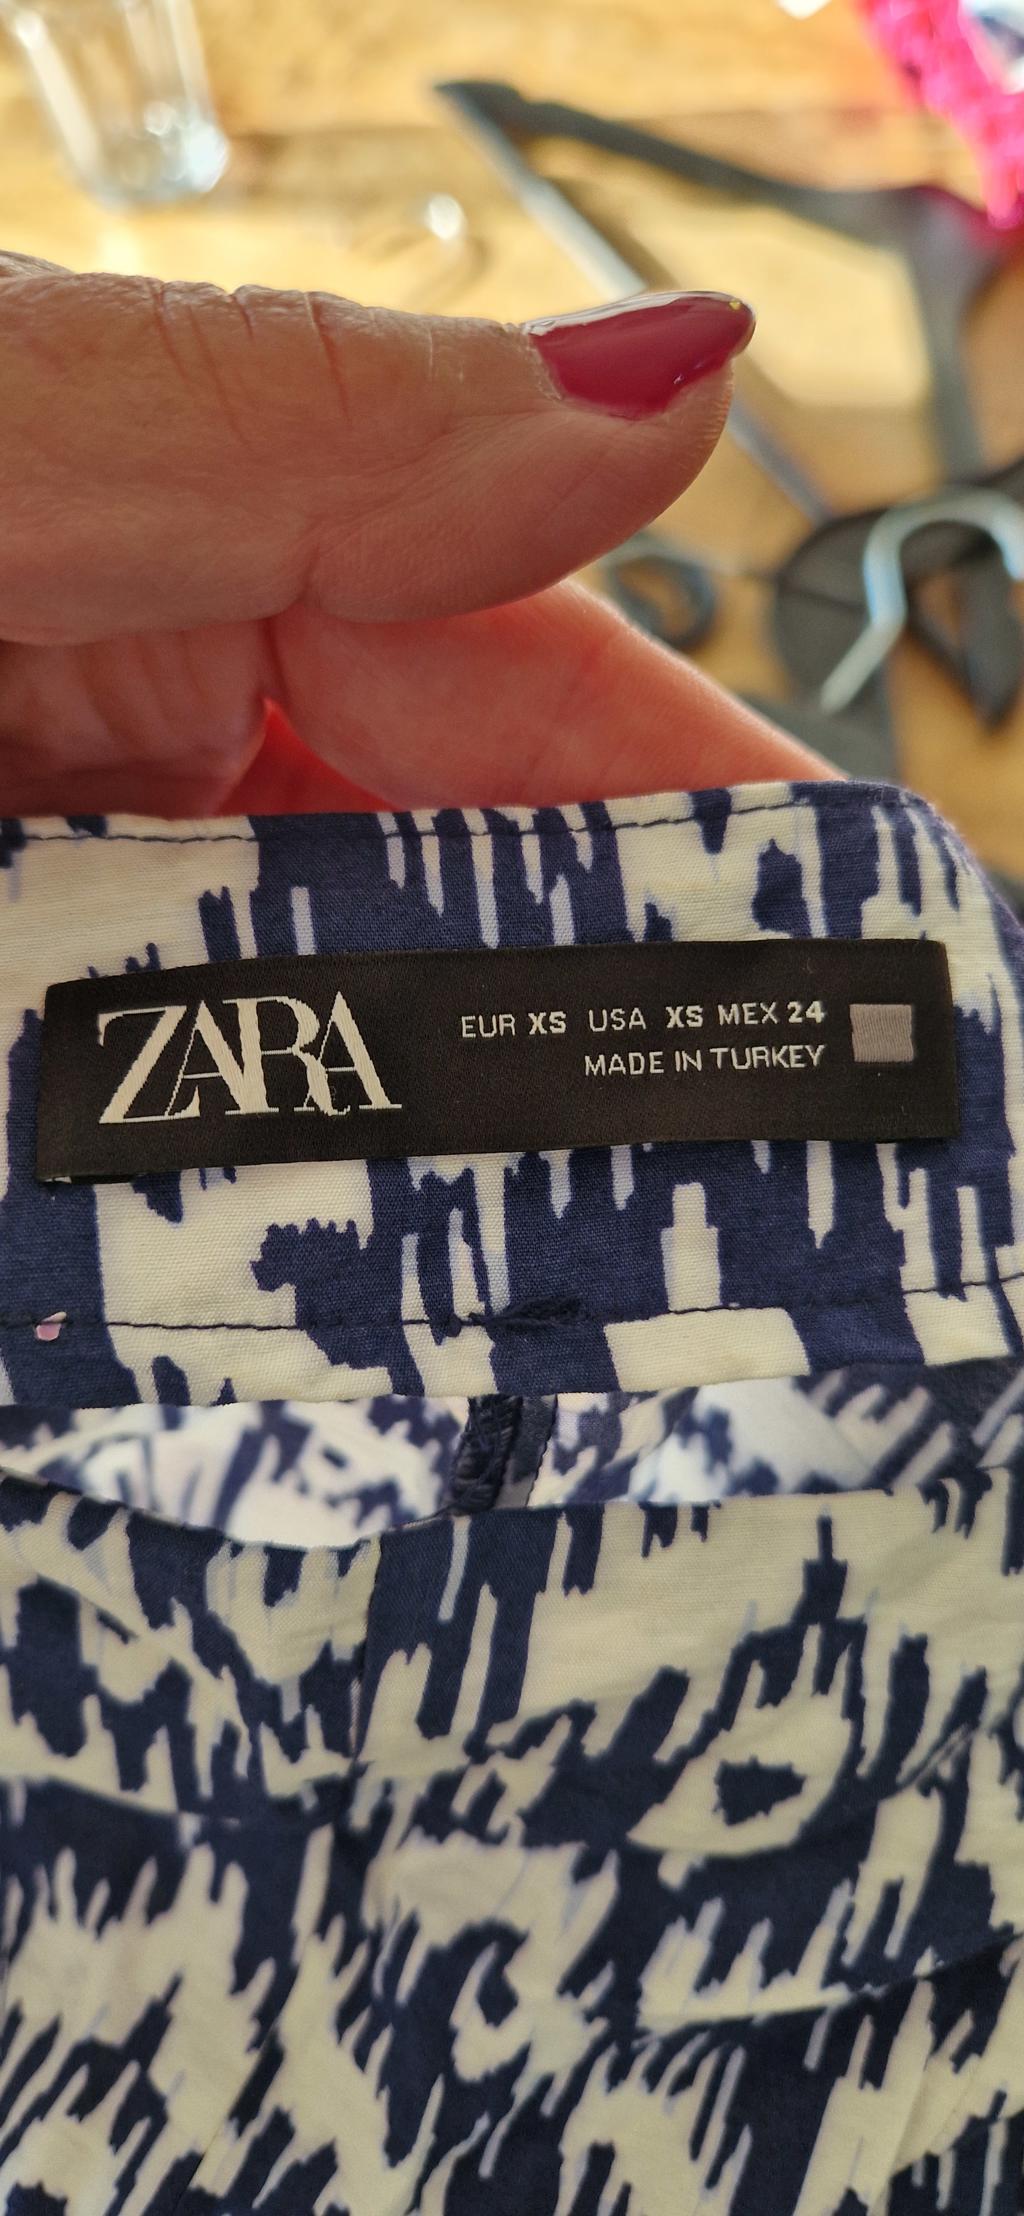 ZARA
EUR XS USA XS MEX 24
MADE IN TURKEY